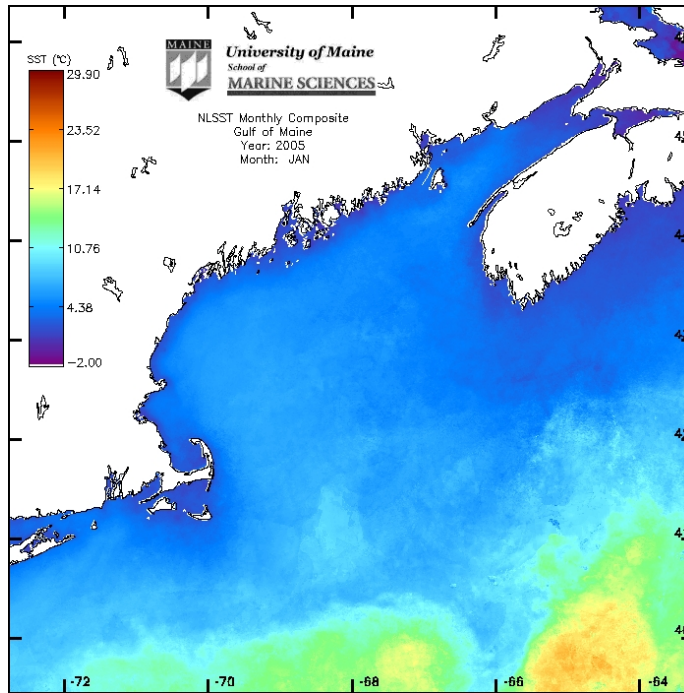 SST (°C)
29.90
23.52
17.14
10.76
4.38
−2.00
MAINE
University of Maine
School of
MARINE SCIENCES
NLSST Monthly Composite
Gulf of Maine
Year: 2005
Month: JAN
-72
-70
-68
-66
-64